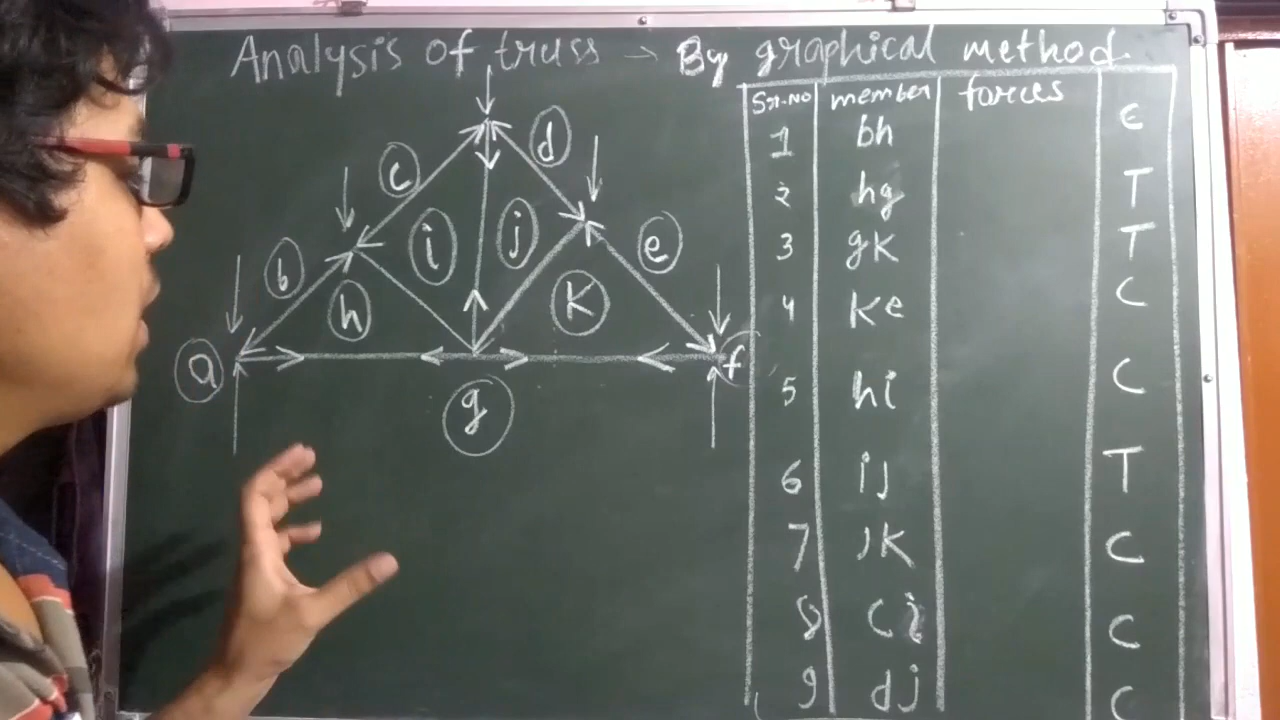 Analysis of truss → By graphical method
Sr.No member forces
1 bh C
2 hg T
3 gK T
4 Ke C
5 hi C
6 ij T
7 jK C
8 ci C
9 dj C
d
c
b
i
j
e
h
K
a
f
g